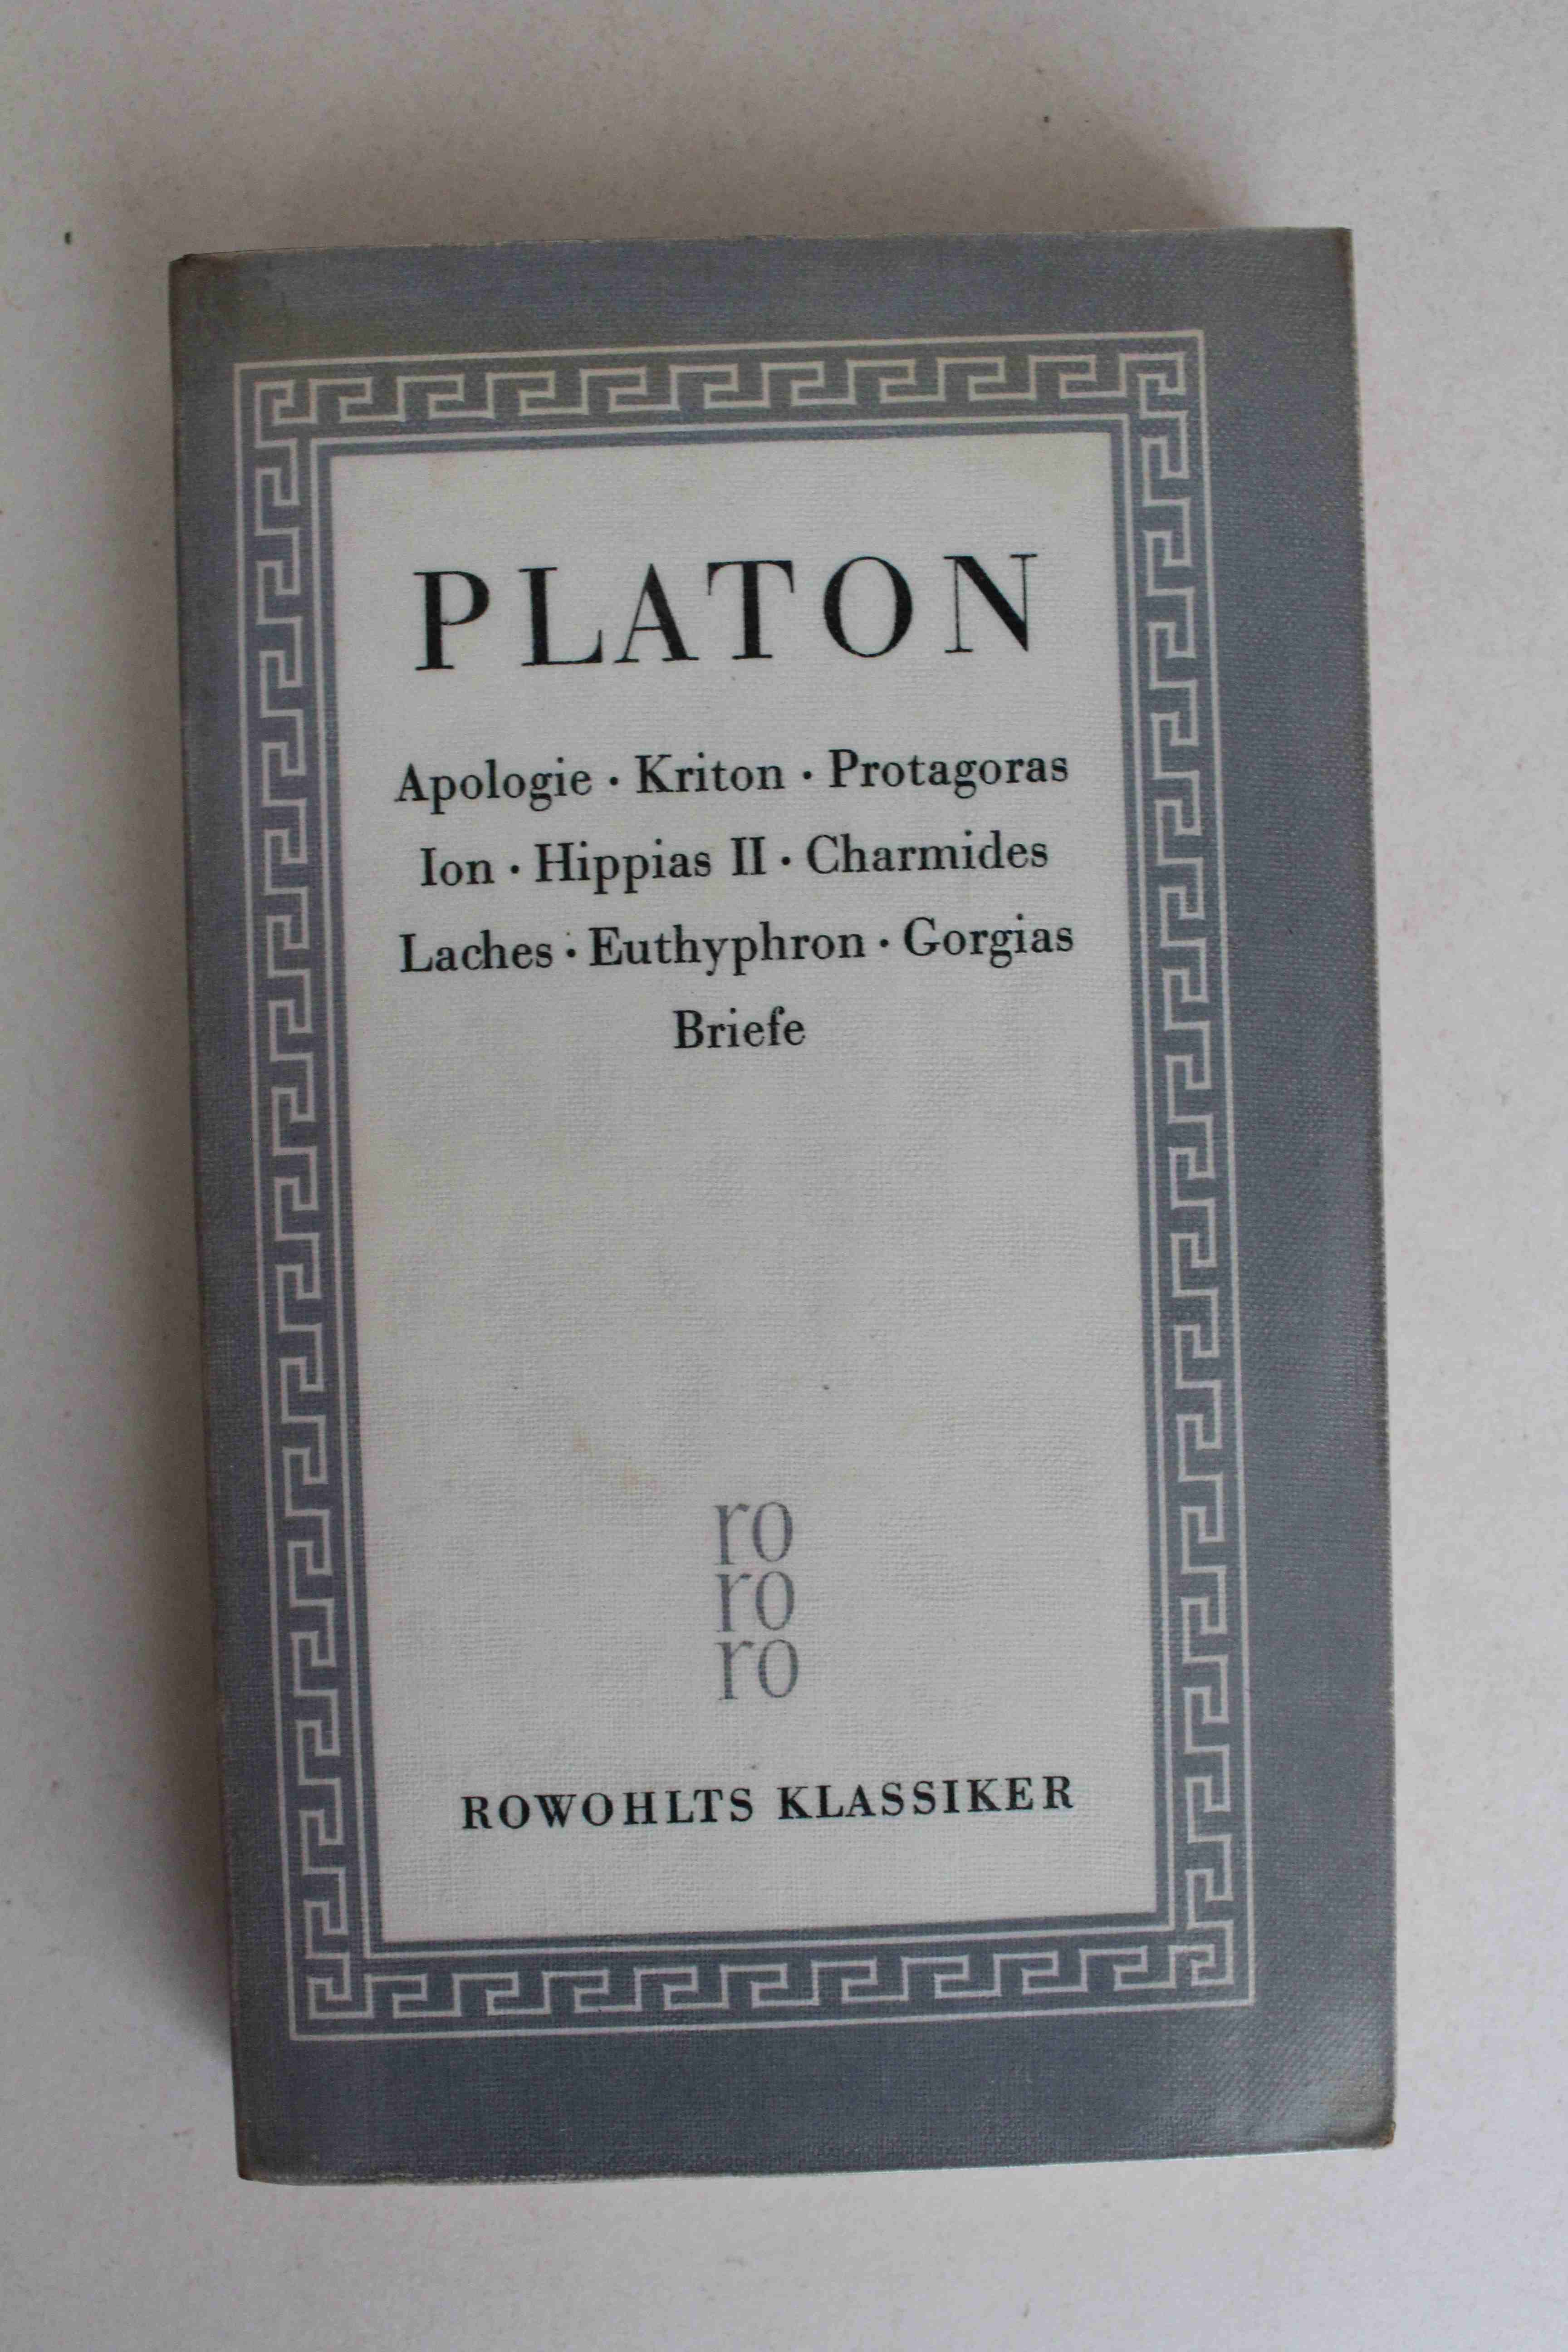 PLATON
Apologie · Kriton · Protagoras
Ion · Hippias II · Charmides
Laches · Euthyphron · Gorgias
Briefe
ro
ro
ro
ROWOHLTS KLASSIKER